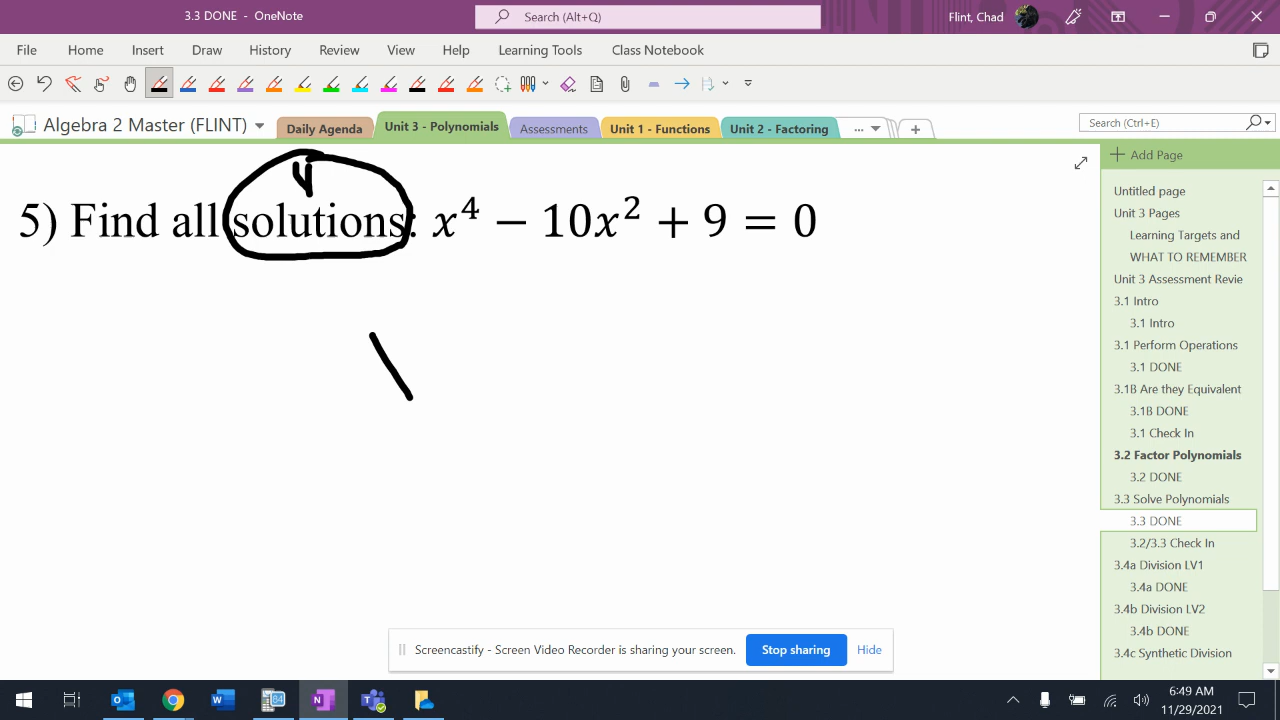 3.3 DONE - OneNote
Search (Alt+Q)
Flint, Chad
File Home Insert Draw History Review View Help Learning Tools Class Notebook
Algebra 2 Master (FLINT) Daily Agenda Unit 3 - Polynomials Assessments Unit 1 - Functions Unit 2 - Factoring ... +
Search (Ctrl+E)
Add Page
4
5) Find all solutions: x⁴ − 10x² + 9 = 0
Untitled page
Unit 3 Pages
Learning Targets and
WHAT TO REMEMBER
Unit 3 Assessment Revie
3.1 Intro
3.1 Intro
3.1 Perform Operations
3.1 DONE
3.1B Are they Equivalent
3.1B DONE
3.1 Check In
3.2 Factor Polynomials
3.2 DONE
3.3 Solve Polynomials
3.3 DONE
3.2/3.3 Check In
3.4a Division LV1
3.4a DONE
3.4b Division LV2
3.4b DONE
3.4c Synthetic Division
Screencastify - Screen Video Recorder is sharing your screen. Stop sharing Hide
6:49 AM
11/29/2021